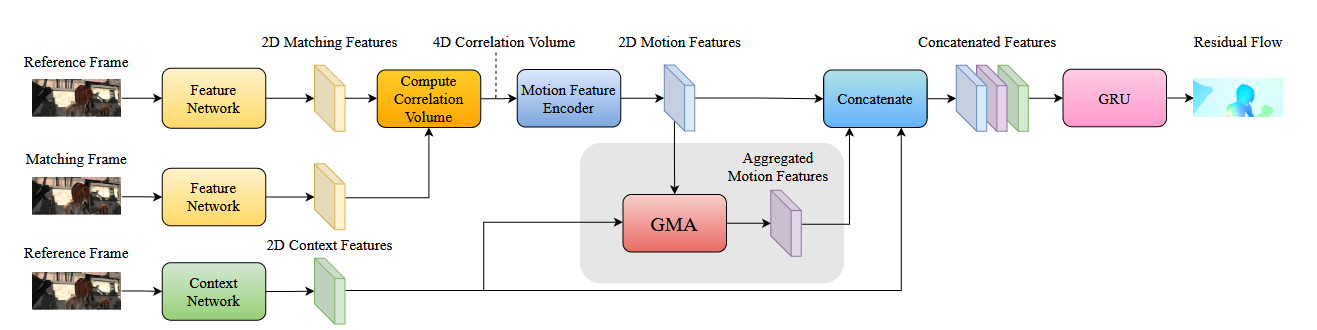 2D Matching Features
4D Correlation Volume
2D Motion Features
Concatenated Features
Residual Flow
Reference Frame
Feature
Network
Compute
Correlation
Volume
Motion Feature
Encoder
Concatenate
GRU
Matching Frame
Feature
Network
Aggregated
Motion Features
GMA
Reference Frame
2D Context Features
Context
Network